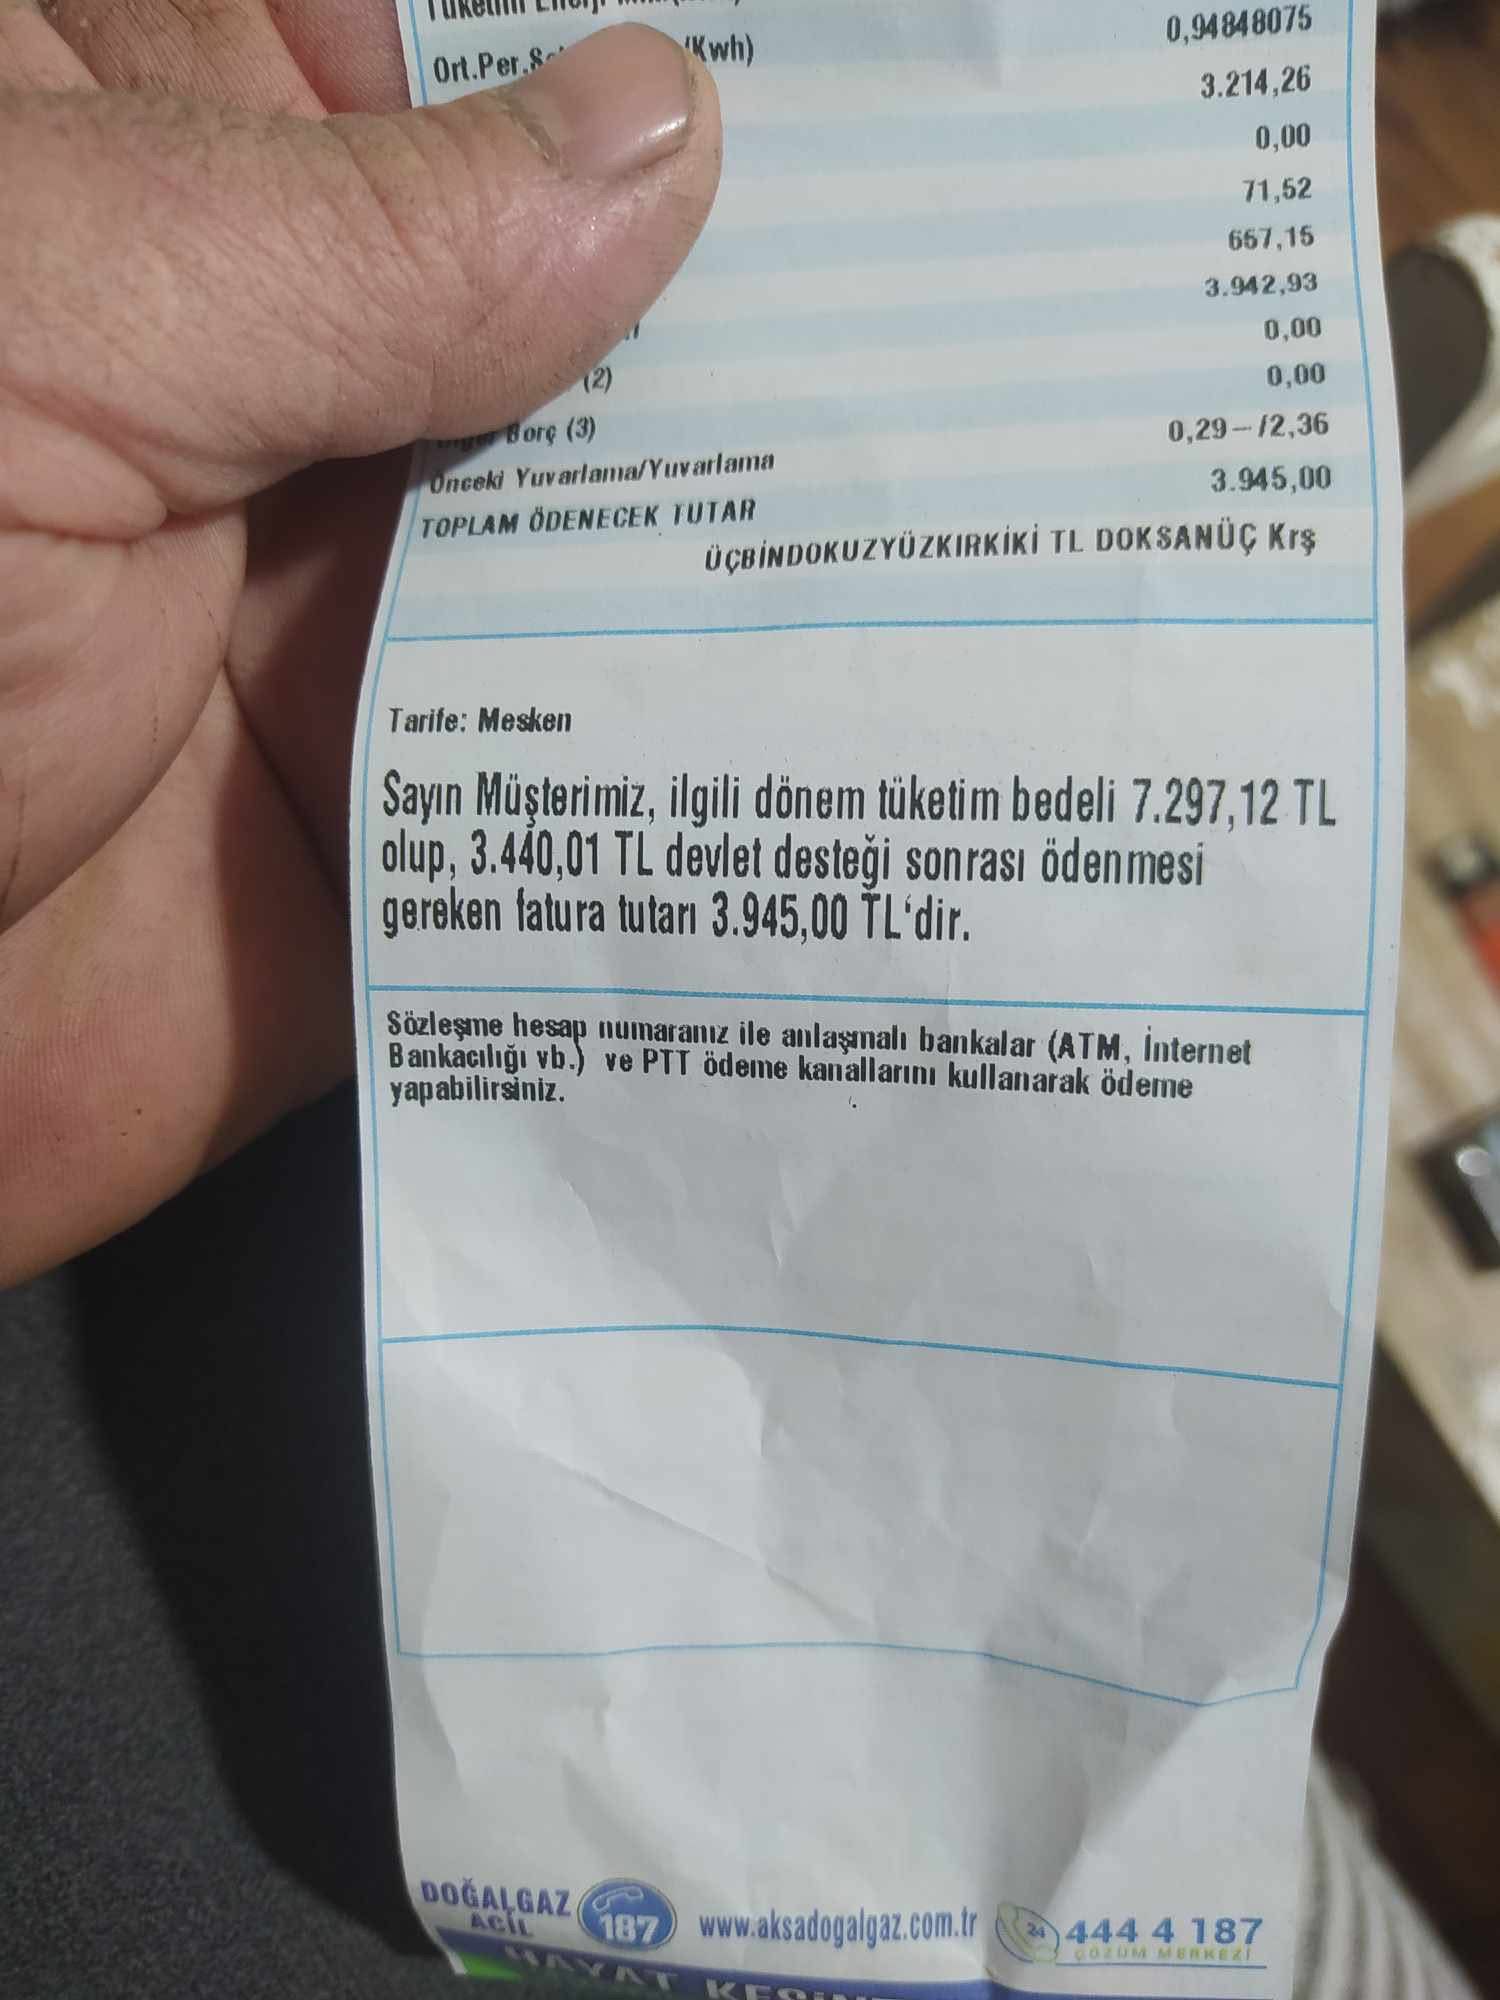 Tüketim
0,94848075
Ort.Per.S (Kwh)
3.214,26
0,00
71,52
657,15
3.942,93
0,00
(2)
0,00
Borç (3)
0,29-/2,36
Önceki Yuvarlama/Yuvarlama
3.945,00
TOPLAM ÖDENECEK TUTAR
ÜÇBİNDOKUZYÜZKIRKİKİ TL DOKSANÜÇ Krş
Tarife: Mesken
Sayın Müşterimiz, ilgili dönem tüketim bedeli 7.297,12 TL
olup, 3.440,01 TL devlet desteği sonrası ödenmesi
gereken fatura tutarı 3.945,00 TL'dir.
Sözleşme hesap numaranız ile anlaşmalı bankalar (ATM, İnternet
Bankacılığı vb.) ve PTT ödeme kanallarını kullanarak ödeme
yapabilirsiniz.
DOĞALGAZ
ACİL
187
www.aksadogalgaz.com.tr
24
444 4 187
ÇÖZÜM MERKEZİ
HAYAT